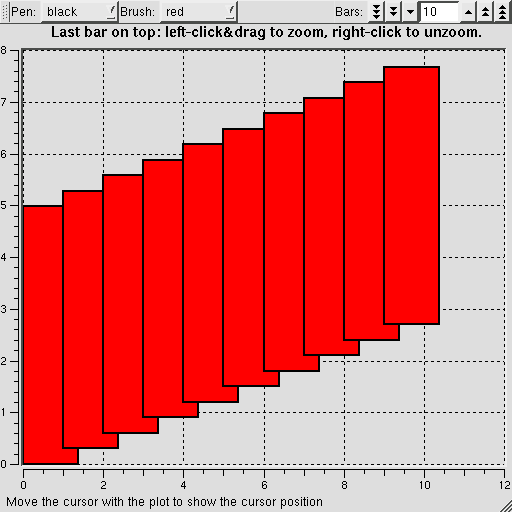 Pen: black Brush: red Bars: 10
Last bar on top: left-click&drag to zoom, right-click to unzoom.
8
7
6
5
4
3
2
1
0
0 2 4 6 8 10 12
Move the cursor with the plot to show the cursor position